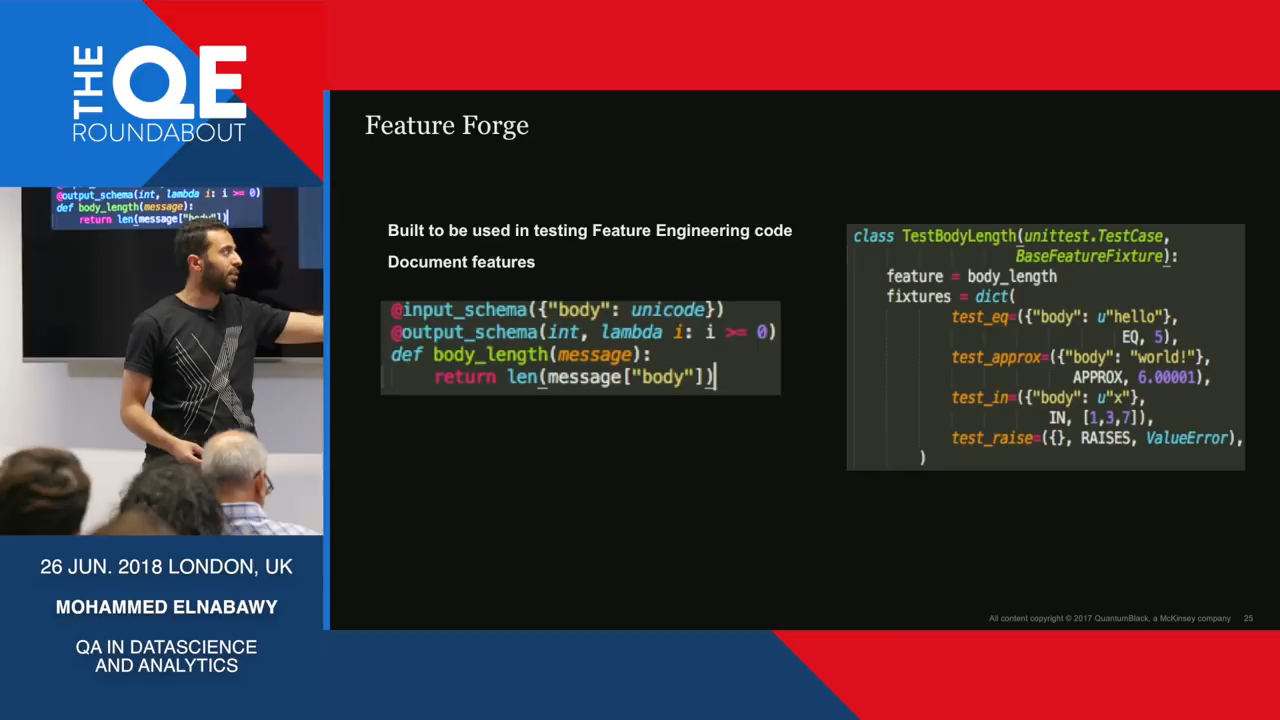 THE
QE
ROUNDABOUT
@output_schema(int, lambda i: i >= 0)
def body_length(message):
return len(message["body"])
26 JUN. 2018 LONDON, UK
MOHAMMED ELNABAWY
QA IN DATASCIENCE
AND ANALYTICS
Feature Forge
Built to be used in testing Feature Engineering code
Document features
@input_schema({"body": unicode})
@output_schema(int, lambda i: i >= 0)
def body_length(message):
return len(message["body"])
class TestBodyLength(unittest.TestCase,
BaseFeatureFixture):
feature = body_length
fixtures = dict(
test_eq=({"body": u"hello"},
EQ, 5),
test_approx=({"body": "world!"},
APPROX, 6.00001),
test_in=({"body": u"x"},
IN, [1,3,7]),
test_raise=({}, RAISES, ValueError),
)
All content copyright © 2017 QuantumBlack, a McKinsey company 25